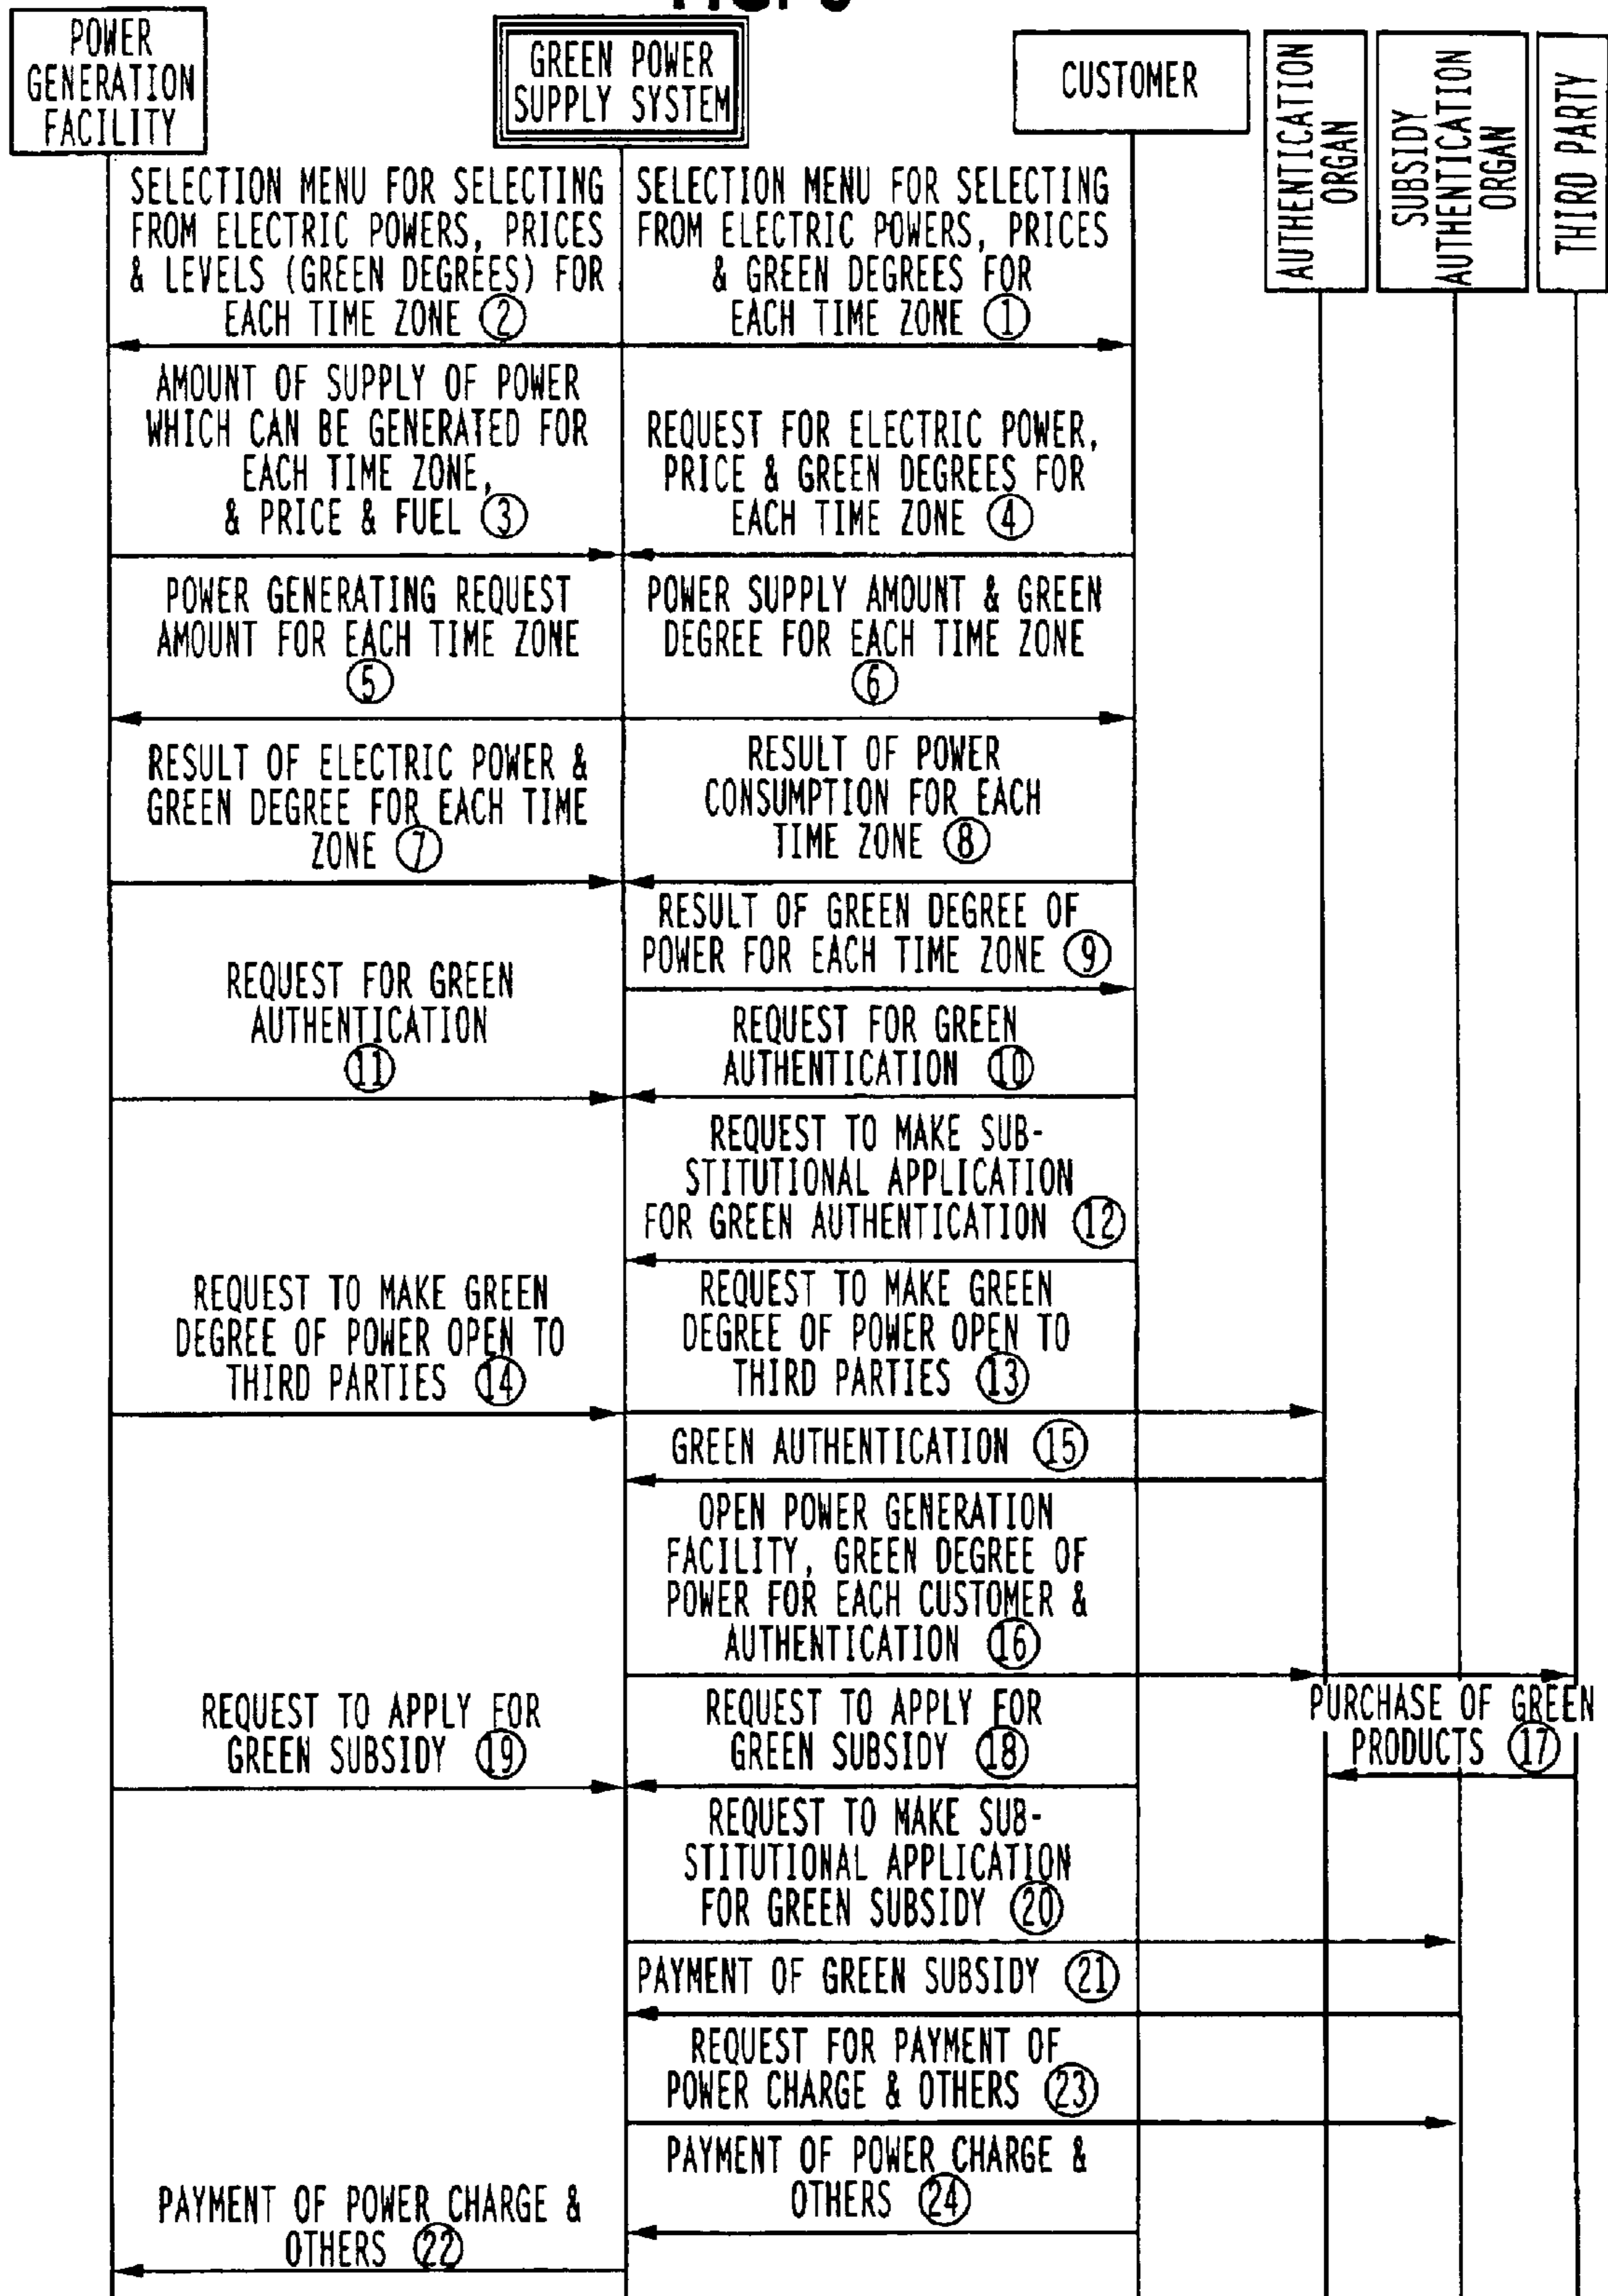 POWER
GENERATION
FACILITY
GREEN POWER
SUPPLY SYSTEM
CUSTOMER
AUTHENTICATION
ORGAN
SUBSIDY
AUTHENTICATION
ORGAN
THIRD PARTY
SELECTION MENU FOR SELECTING
FROM ELECTRIC POWERS, PRICES
& LEVELS (GREEN DEGREES) FOR
EACH TIME ZONE ②
SELECTION MENU FOR SELECTING
FROM ELECTRIC POWERS, PRICES
& GREEN DEGREES FOR
EACH TIME ZONE ①
AMOUNT OF SUPPLY OF POWER
WHICH CAN BE GENERATED FOR
EACH TIME ZONE,
& PRICE & FUEL ③
REQUEST FOR ELECTRIC POWER,
PRICE & GREEN DEGREES FOR
EACH TIME ZONE ④
POWER GENERATING REQUEST
AMOUNT FOR EACH TIME ZONE
⑤
POWER SUPPLY AMOUNT & GREEN
DEGREE FOR EACH TIME ZONE
⑥
RESULT OF ELECTRIC POWER &
GREEN DEGREE FOR EACH TIME
ZONE ⑦
RESULT OF POWER
CONSUMPTION FOR EACH
TIME ZONE ⑧
RESULT OF GREEN DEGREE OF
POWER FOR EACH TIME ZONE ⑨
REQUEST FOR GREEN
AUTHENTICATION
⑪
REQUEST FOR GREEN
AUTHENTICATION ⑩
REQUEST TO MAKE SUB-
STITUTIONAL APPLICATION
FOR GREEN AUTHENTICATION ⑫
REQUEST TO MAKE GREEN
DEGREE OF POWER OPEN TO
THIRD PARTIES ⑭
REQUEST TO MAKE GREEN
DEGREE OF POWER OPEN TO
THIRD PARTIES ⑬
GREEN AUTHENTICATION ⑮
OPEN POWER GENERATION
FACILITY, GREEN DEGREE OF
POWER FOR EACH CUSTOMER &
AUTHENTICATION ⑯
PURCHASE OF GREEN
PRODUCTS ⑰
REQUEST TO APPLY FOR
GREEN SUBSIDY ⑲
REQUEST TO APPLY FOR
GREEN SUBSIDY ⑱
REQUEST TO MAKE SUB-
STITUTIONAL APPLICATION
FOR GREEN SUBSIDY ⑳
PAYMENT OF GREEN SUBSIDY ㉑
REQUEST FOR PAYMENT OF
POWER CHARGE & OTHERS ㉓
PAYMENT OF POWER CHARGE &
OTHERS ㉔
PAYMENT OF POWER CHARGE &
OTHERS ㉒